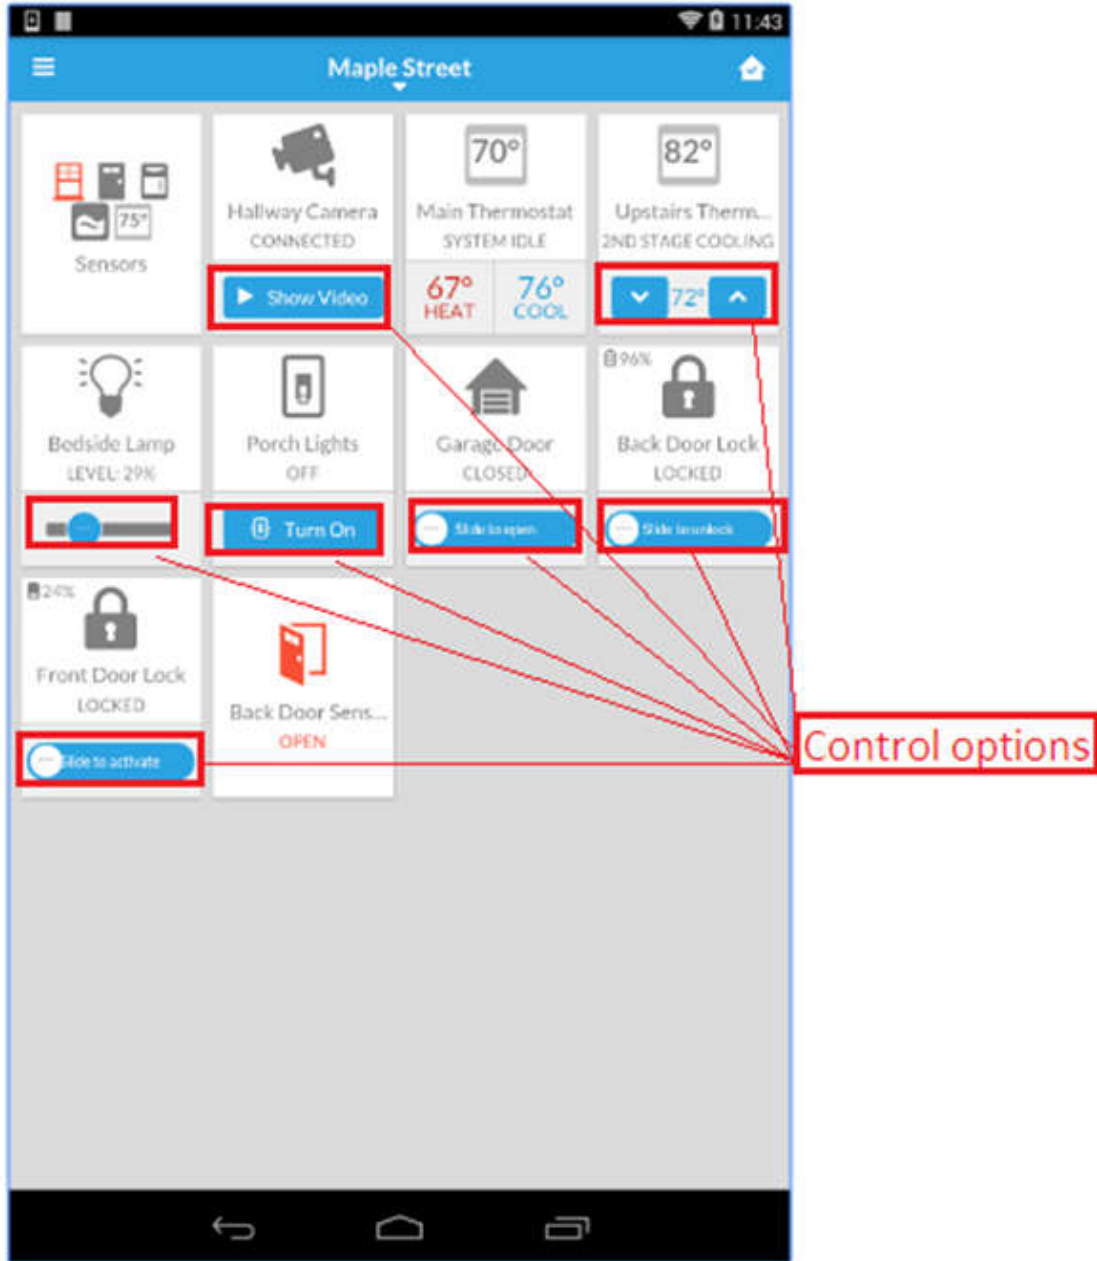 11:43
Maple Street
75°
Sensors
Hallway Camera
CONNECTED
Show Video
70°
Main Thermostat
SYSTEM IDLE
67°
HEAT
76°
COOL
82°
Upstairs Therm...
2ND STAGE COOLING
72°
Bedside Lamp
LEVEL: 29%
Porch Lights
OFF
Turn On
Garage Door
CLOSED
Slide to open
96%
Back Door Lock
LOCKED
Slide to unlock
24%
Front Door Lock
LOCKED
Slide to activate
Back Door Sens...
OPEN
Control options